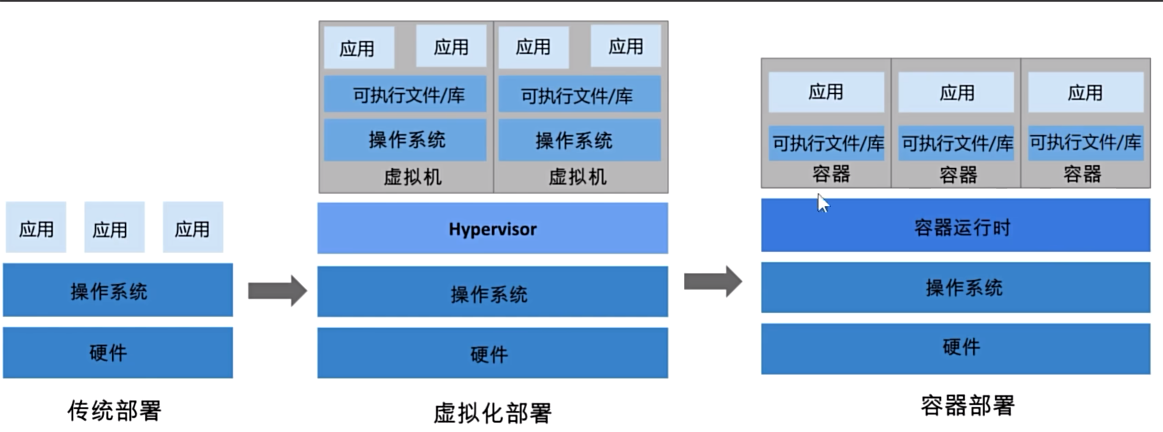 应用 应用 应用
操作系统
硬件
传统部署
应用 应用 应用 应用
可执行文件/库 可执行文件/库
操作系统 操作系统
虚拟机 虚拟机
Hypervisor
操作系统
硬件
虚拟化部署
应用 应用 应用
可执行文件/库 可执行文件/库 可执行文件/库
容器 容器 容器
容器运行时
操作系统
硬件
容器部署